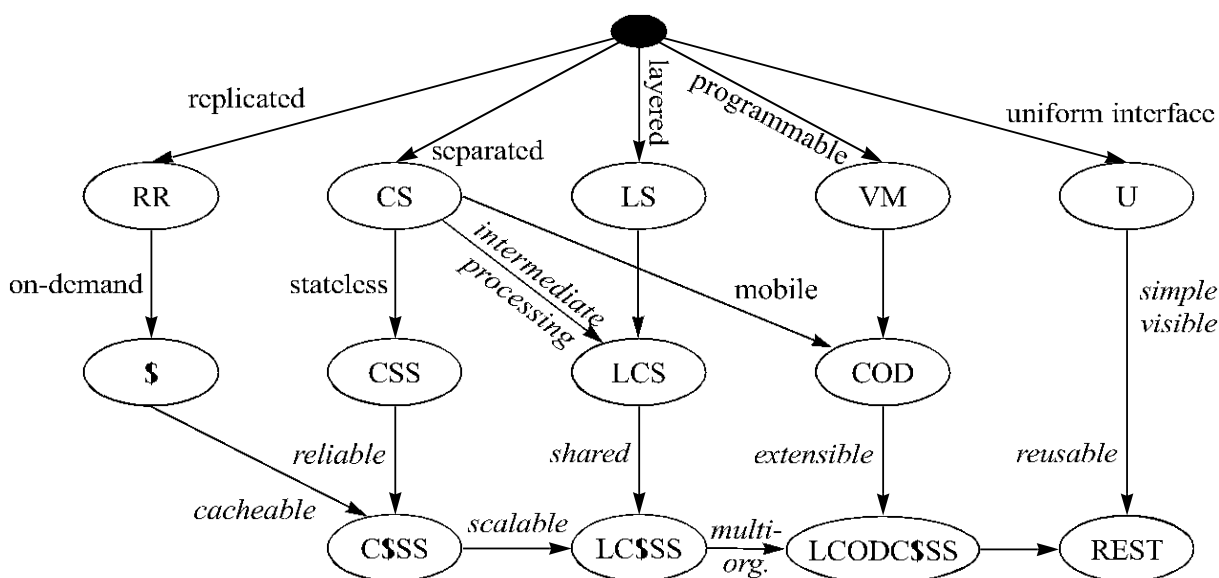 replicated
separated
layered
programmable
uniform interface
RR
CS
LS
VM
U
on-demand
stateless
intermediate
processing
mobile
simple
visible
$
CSS
LCS
COD
reliable
shared
extensible
reusable
cacheable
scalable
multi-
org.
C$SS
LC$SS
LCODC$SS
REST